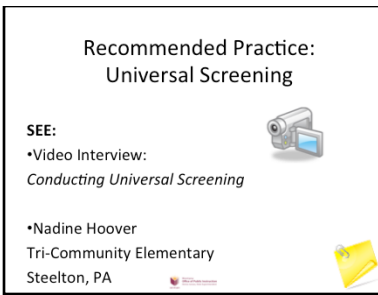 Recommended Practice:
Universal Screening
SEE:
•Video Interview:
Conducting Universal Screening
•Nadine Hoover
Tri-Community Elementary
Steelton, PA